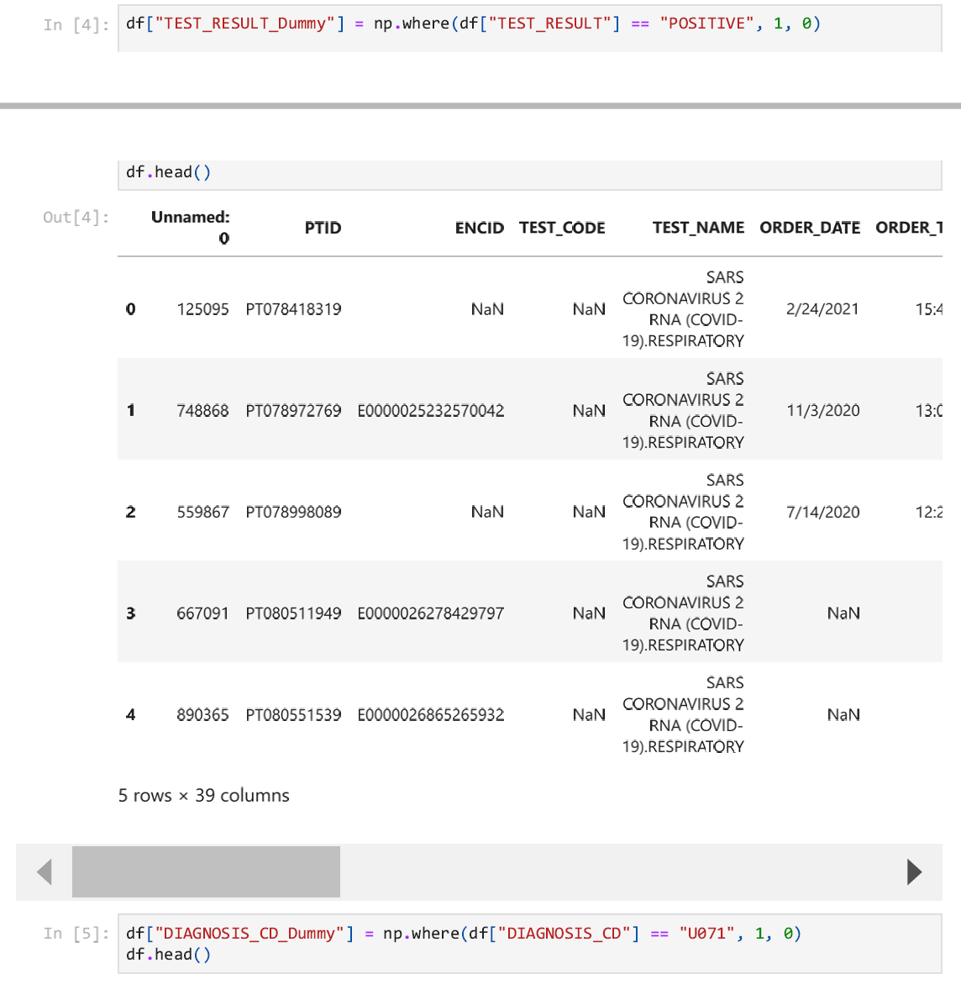 In [4]: df["TEST_RESULT_Dummy"] = np.where(df["TEST_RESULT"] == "POSITIVE", 1, 0)
df.head()
Out[4]: Unnamed: 0 PTID ENCID TEST_CODE TEST_NAME ORDER_DATE ORDER_T
0 125095 PT078418319 NaN NaN SARS CORONAVIRUS 2 RNA (COVID-19).RESPIRATORY 2/24/2021 15:4
1 748868 PT078972769 E0000025232570042 NaN SARS CORONAVIRUS 2 RNA (COVID-19).RESPIRATORY 11/3/2020 13:0
2 559867 PT078998089 NaN NaN SARS CORONAVIRUS 2 RNA (COVID-19).RESPIRATORY 7/14/2020 12:2
3 667091 PT080511949 E0000026278429797 NaN SARS CORONAVIRUS 2 RNA (COVID-19).RESPIRATORY NaN
4 890365 PT080551539 E0000026865265932 NaN SARS CORONAVIRUS 2 RNA (COVID-19).RESPIRATORY NaN
5 rows × 39 columns
In [5]: df["DIAGNOSIS_CD_Dummy"] = np.where(df["DIAGNOSIS_CD"] == "U071", 1, 0)
df.head()